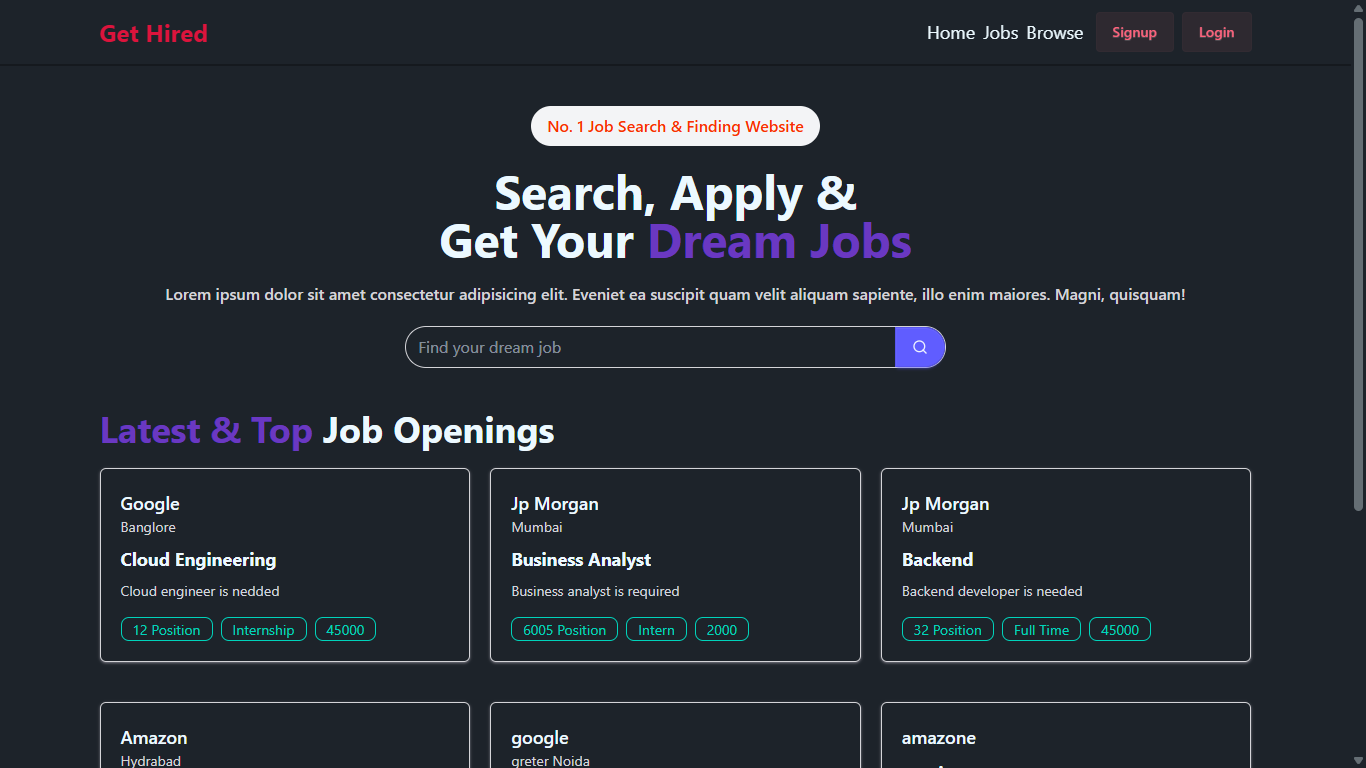 Get Hired
Home Jobs Browse Signup Login
No. 1 Job Search & Finding Website
Search, Apply &
Get Your Dream Jobs
Lorem ipsum dolor sit amet consectetur adipisicing elit. Eveniet ea suscipit quam velit aliquam sapiente, illo enim maiores. Magni, quisquam!
Find your dream job
Latest & Top Job Openings
Google
Banglore
Cloud Engineering
Cloud engineer is nedded
12 Position Internship 45000
Jp Morgan
Mumbai
Business Analyst
Business analyst is required
6005 Position Intern 2000
Jp Morgan
Mumbai
Backend
Backend developer is needed
32 Position Full Time 45000
Amazon
Hydrabad
google
greter Noida
amazone